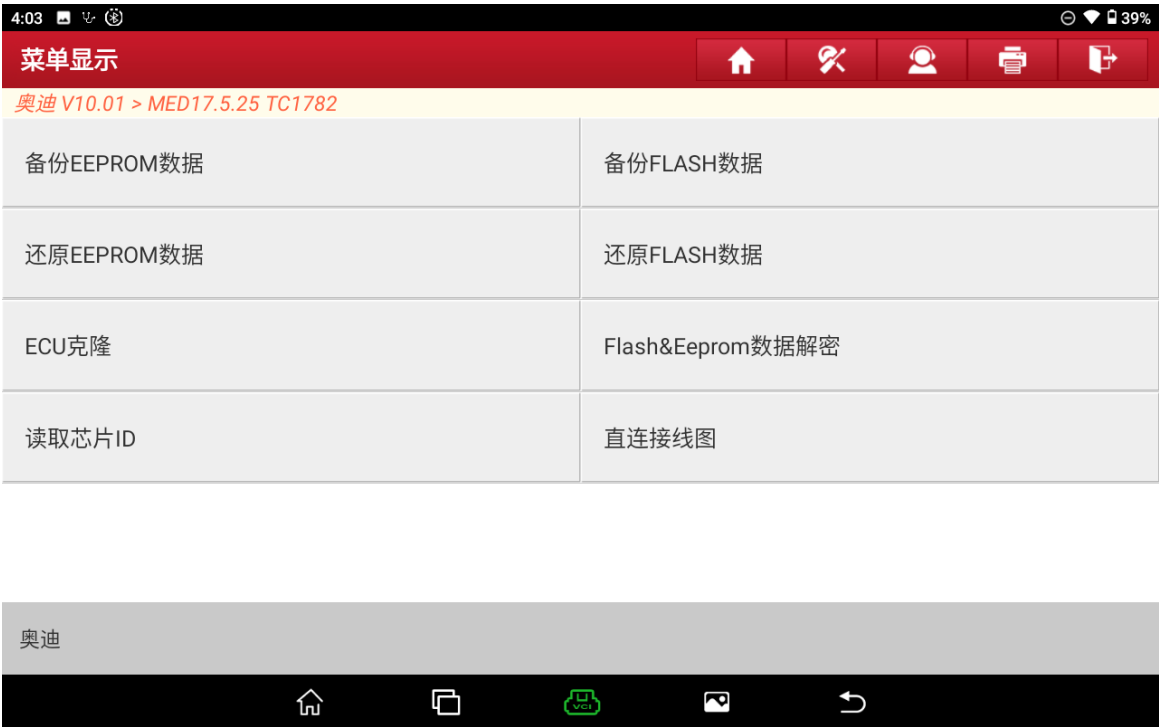 4:03
39%
菜单显示
奥迪 V10.01 > MED17.5.25 TC1782
备份EEPROM数据
备份FLASH数据
还原EEPROM数据
还原FLASH数据
ECU克隆
Flash&Eeprom数据解密
读取芯片ID
直连接线图
奥迪
VCI